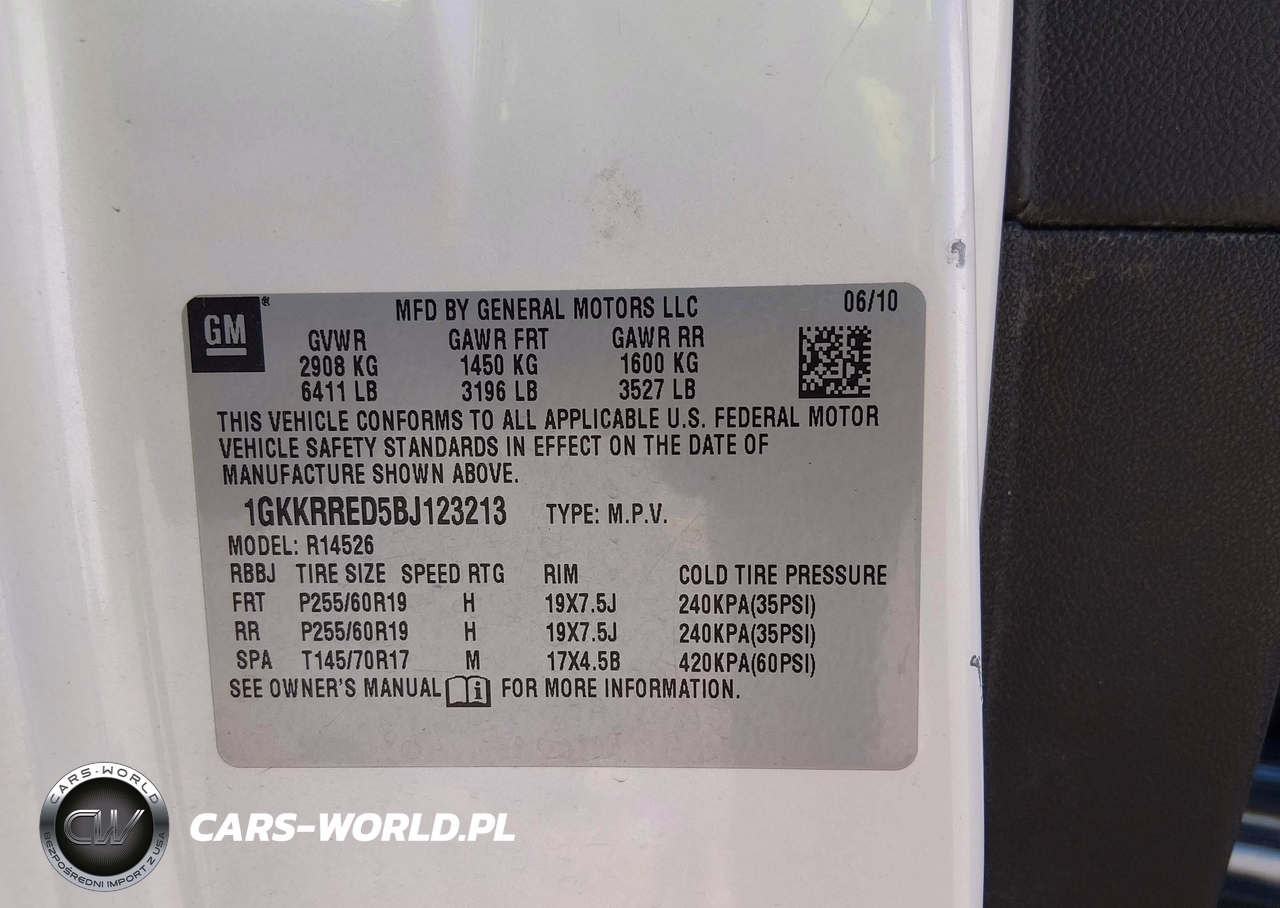 GM ®
MFD BY GENERAL MOTORS LLC 06/10
GVWR GAWR FRT GAWR RR
2908 KG 1450 KG 1600 KG
6411 LB 3196 LB 3527 LB
THIS VEHICLE CONFORMS TO ALL APPLICABLE U.S. FEDERAL MOTOR
VEHICLE SAFETY STANDARDS IN EFFECT ON THE DATE OF
MANUFACTURE SHOWN ABOVE.
1GKKRRED5BJ123213 TYPE: M.P.V.
MODEL: R14526
RBBJ TIRE SIZE SPEED RTG RIM COLD TIRE PRESSURE
FRT P255/60R19 H 19X7.5J 240KPA(35PSI)
RR P255/60R19 H 19X7.5J 240KPA(35PSI)
SPA T145/70R17 M 17X4.5B 420KPA(60PSI)
SEE OWNER'S MANUAL i FOR MORE INFORMATION.
CARS-WORLD
CW
BEZPOŚREDNI IMPORT Z USA
CARS-WORLD.PL